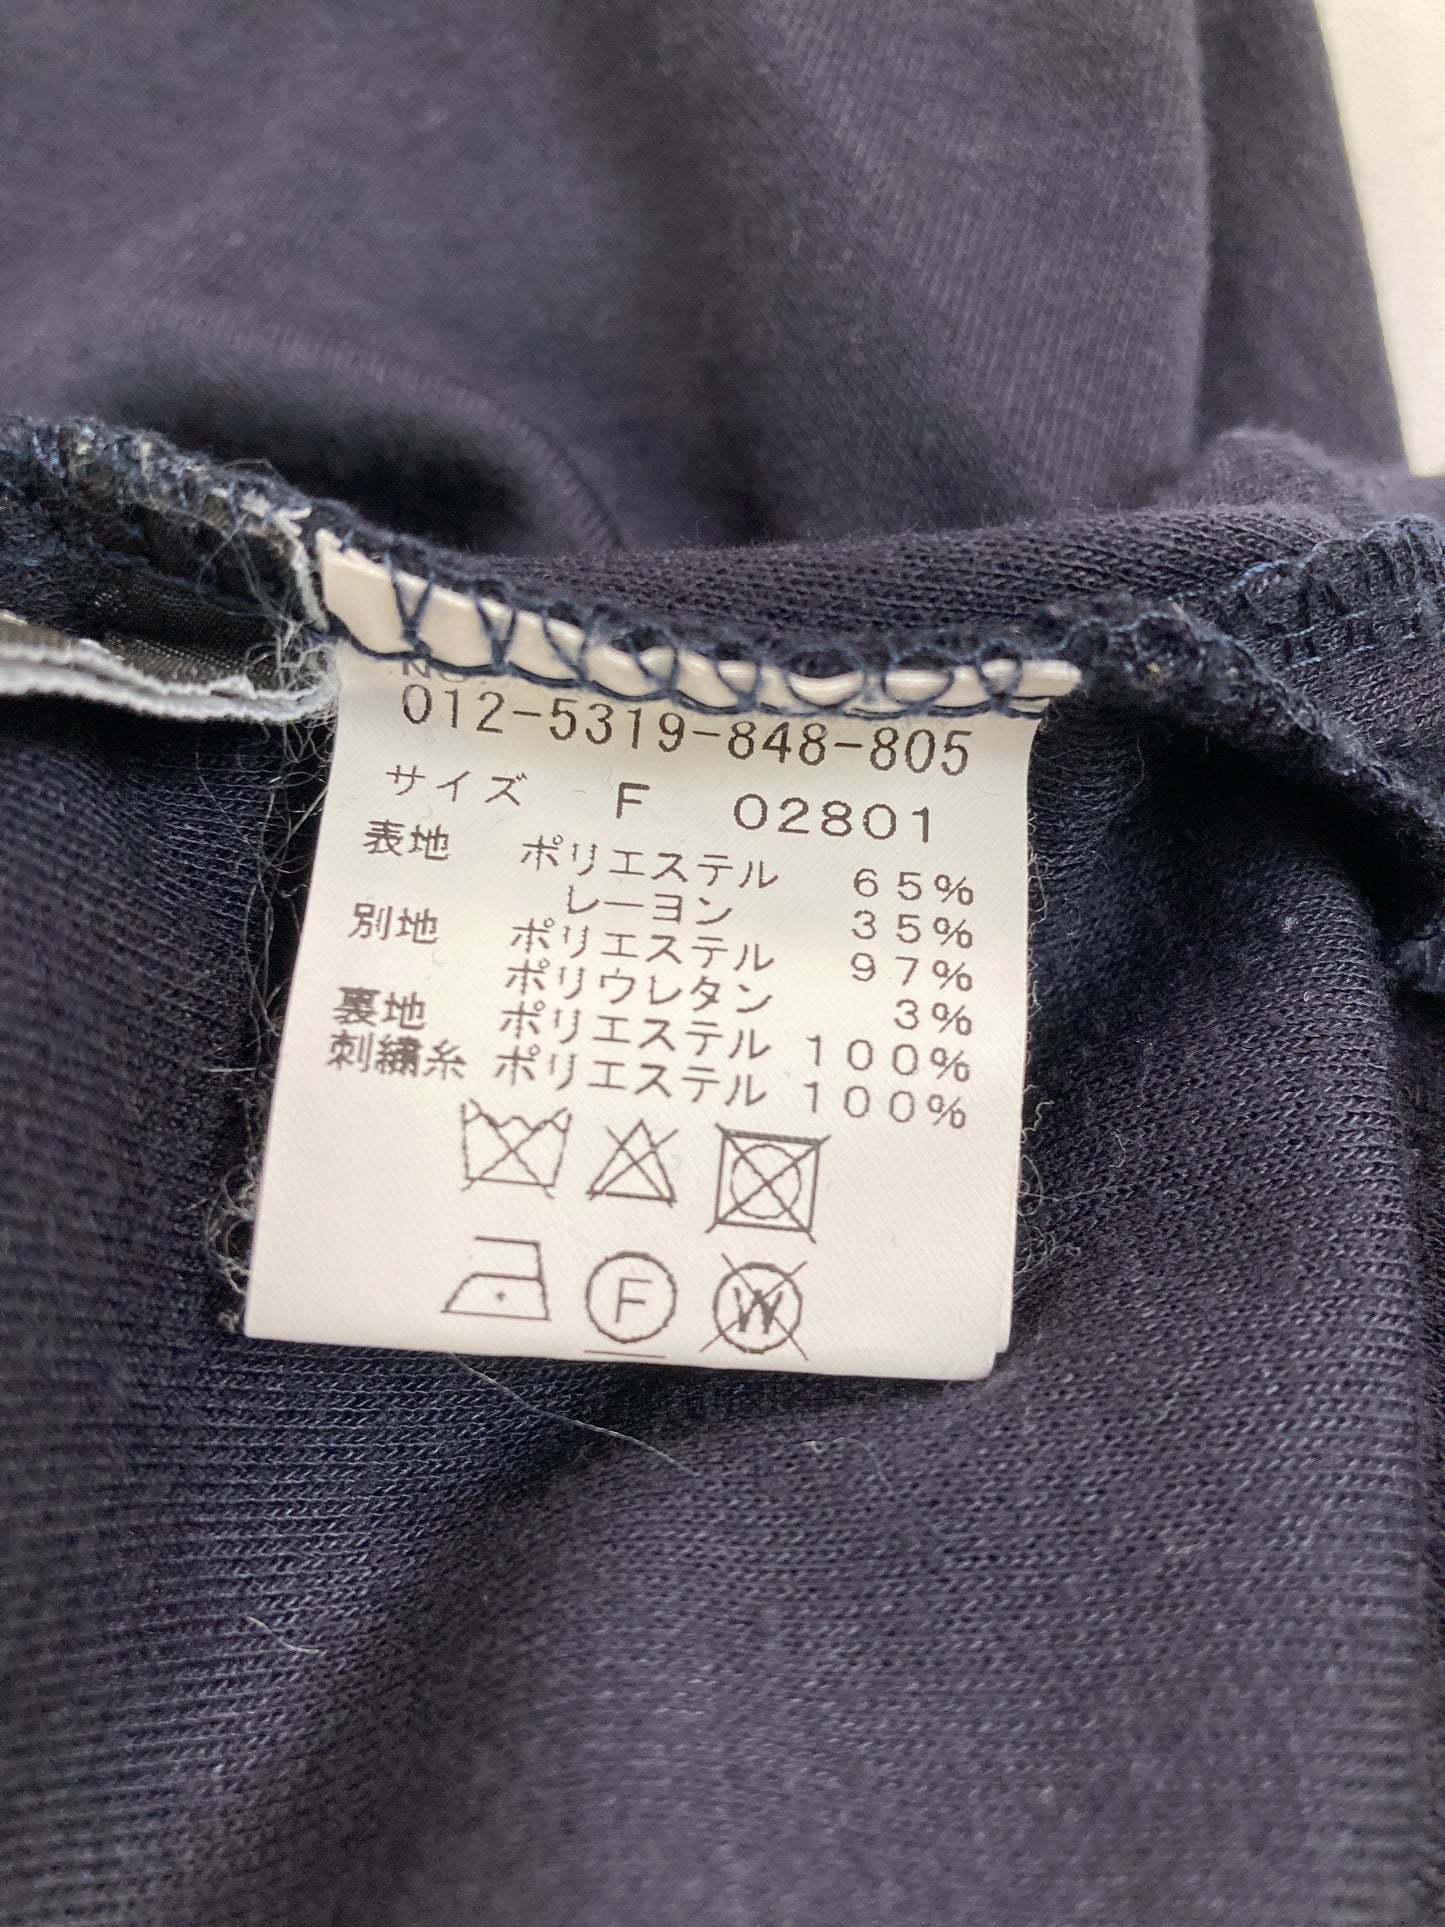 012-5319-848-805
サイズ F 02801
表地 ポリエステル 65%
レーヨン 35%
別地 ポリエステル 97%
ポリウレタン 3%
裏地 ポリエステル 100%
刺繍糸 ポリエステル 100%
F W